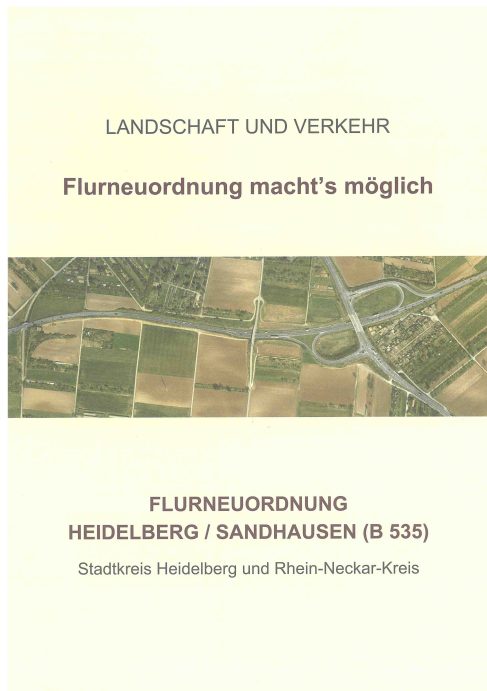 LANDSCHAFT UND VERKEHR
Flurneuordnung macht's möglich
FLURNEUORDNUNG
HEIDELBERG / SANDHAUSEN (B 535)
Stadtkreis Heidelberg und Rhein-Neckar-Kreis